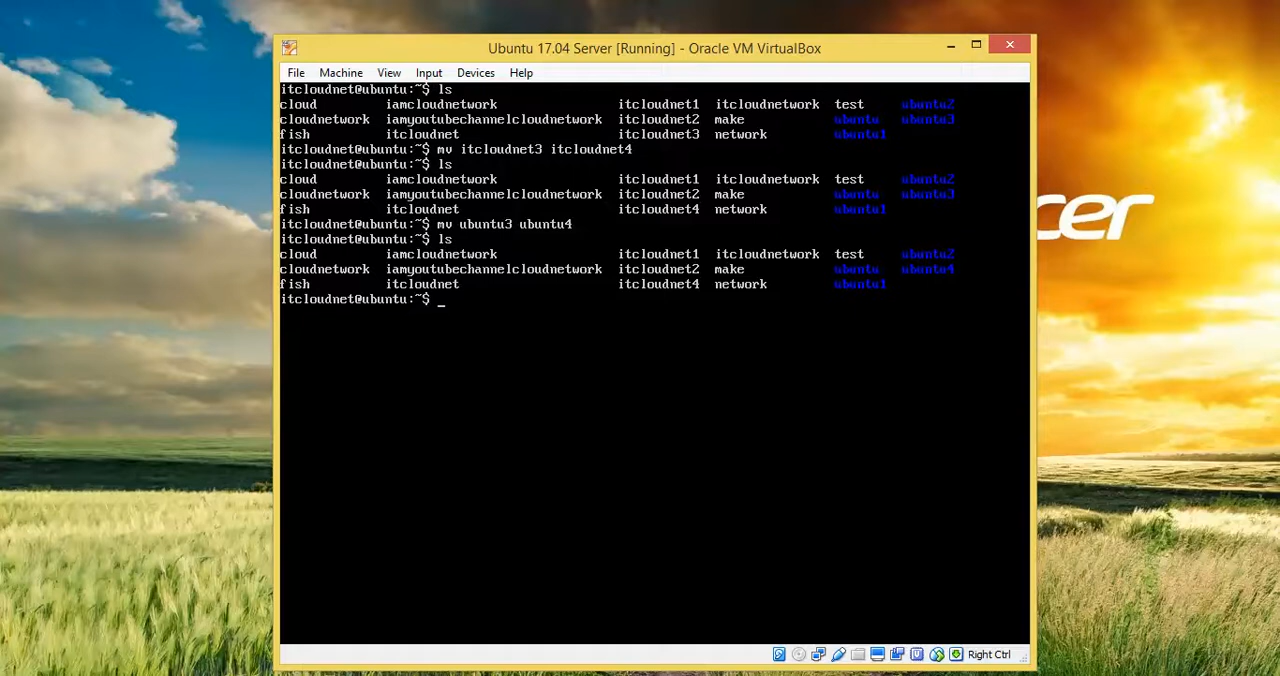 Ubuntu 17.04 Server [Running] - Oracle VM VirtualBox
File Machine View Input Devices Help
itcloudnet@ubuntu:~$ ls
cloud iamcloudnetwork itcloudnet1 itcloudnetwork test ubuntu2
cloudnetwork iamyoutubechannelcloudnetwork itcloudnet2 make ubuntu ubuntu3
fish itcloudnet itcloudnet3 network ubuntu1
itcloudnet@ubuntu:~$ mv itcloudnet3 itcloudnet4
itcloudnet@ubuntu:~$ ls
cloud iamcloudnetwork itcloudnet1 itcloudnetwork test ubuntu2
cloudnetwork iamyoutubechannelcloudnetwork itcloudnet2 make ubuntu ubuntu3
fish itcloudnet itcloudnet4 network ubuntu1
itcloudnet@ubuntu:~$ mv ubuntu3 ubuntu4
itcloudnet@ubuntu:~$ ls
cloud iamcloudnetwork itcloudnet1 itcloudnetwork test ubuntu2
cloudnetwork iamyoutubechannelcloudnetwork itcloudnet2 make ubuntu ubuntu4
fish itcloudnet itcloudnet4 network ubuntu1
itcloudnet@ubuntu:~$ _
cer
Right Ctrl